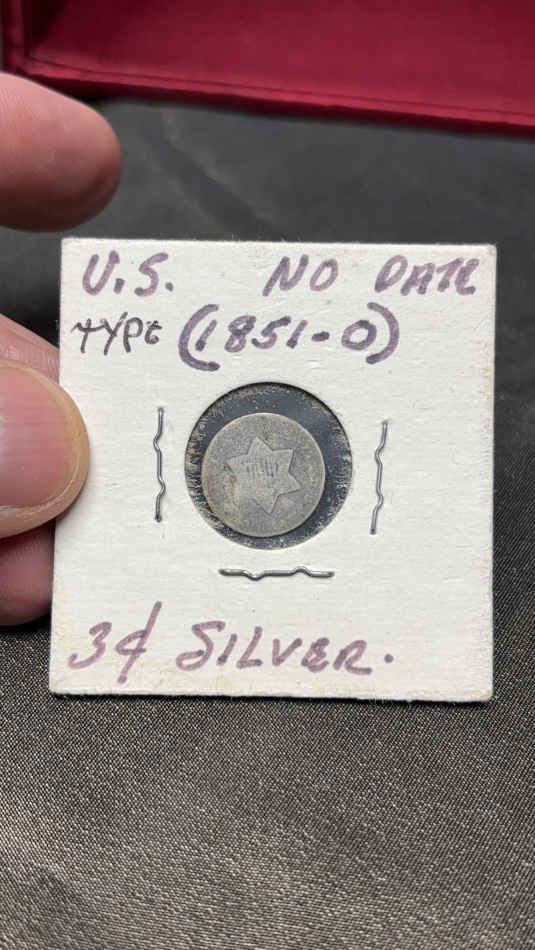 U.S. NO DATE
TYPE (1851-O)
3¢ SILVER.